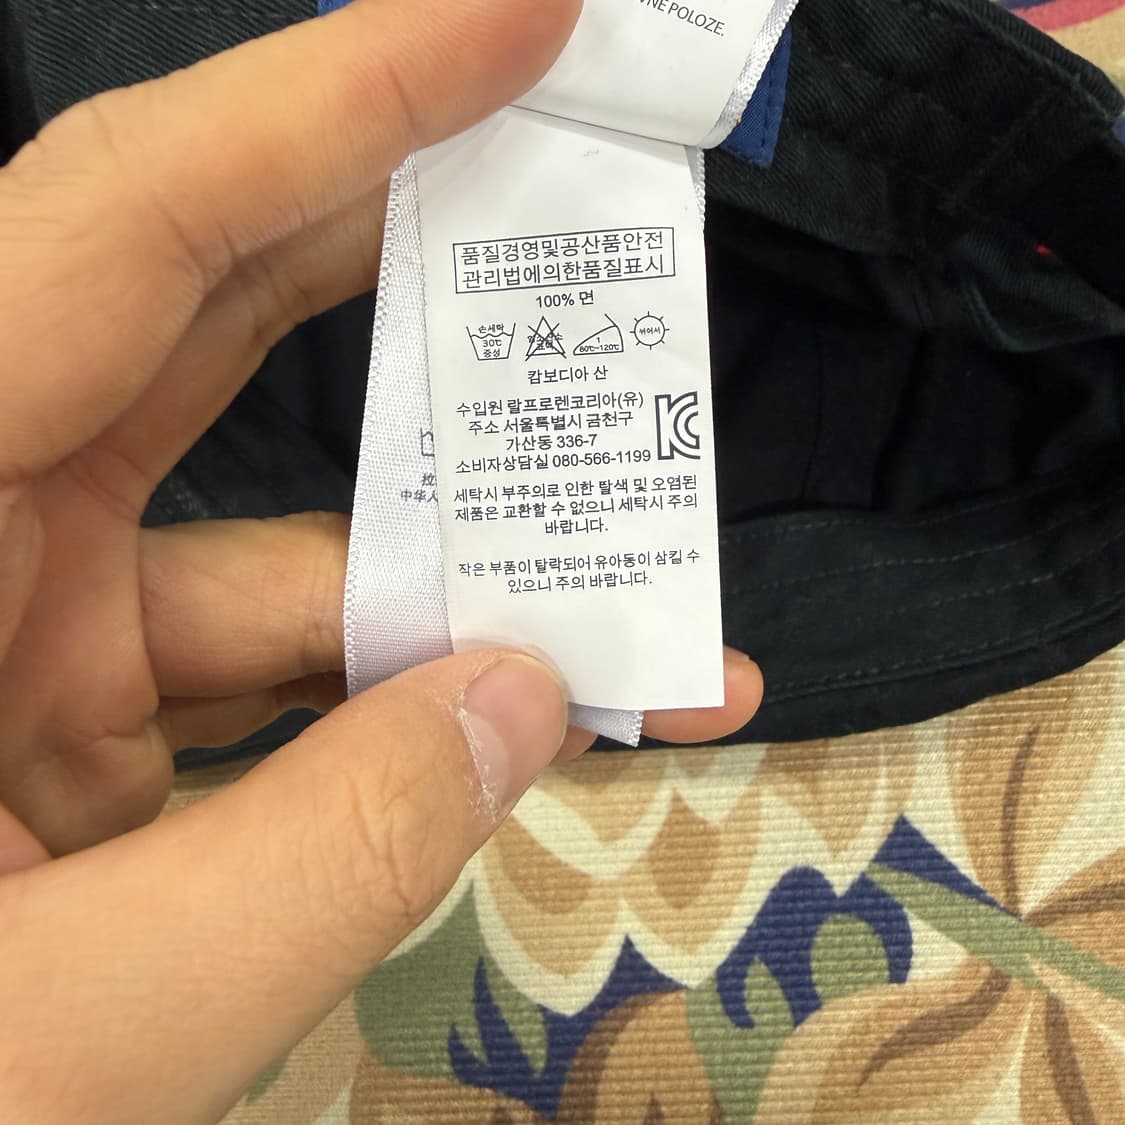 VNE POLOZE.
품질경영및공산품안전
관리법에의한품질표시
100% 면
손세탁
30℃
중성
1
80℃~120℃
뉘어서
캄보디아 산
수입원 랄프로렌코리아(유)
주소 서울특별시 금천구
가산동 336-7
소비자상담실 080-566-1199
KC
세탁시 부주의로 인한 탈색 및 오염된
제품은 교환할 수 없으니 세탁시 주의
바랍니다.
작은 부품이 탈락되어 유아동이 삼킬 수
있으니 주의 바랍니다.
中华人